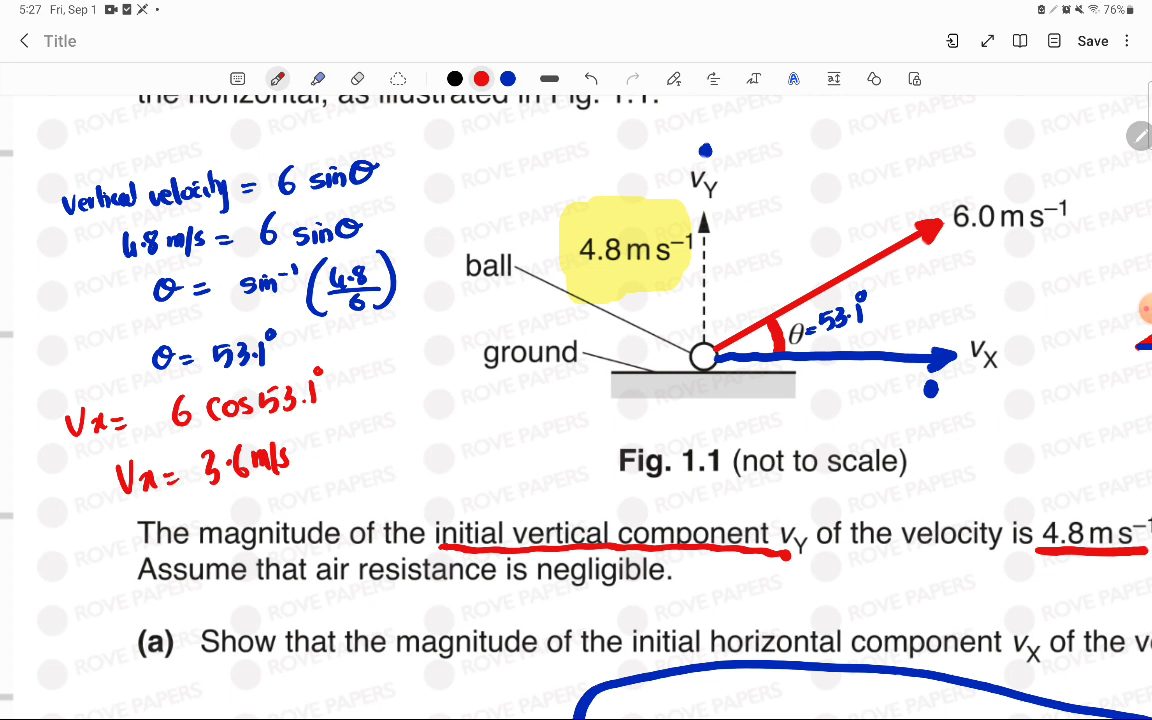 5:27 Fri, Sep 1
76%
Title
Save
the horizontal, as illustrated in Fig. 1.1.
vertical velocity = 6 sinθ
4.8 m/s = 6 sinθ
θ = sin⁻¹ (4.8/6)
θ = 53.1°
Vx = 6 cos 53.1°
Vx = 3.6 m/s
vY
4.8 m s⁻¹
6.0 m s⁻¹
ball
θ = 53.1°
ground
vX
Fig. 1.1 (not to scale)
The magnitude of the initial vertical component vY of the velocity is 4.8 m s⁻¹
Assume that air resistance is negligible.
(a) Show that the magnitude of the initial horizontal component vX of the
ROVE PAPERS